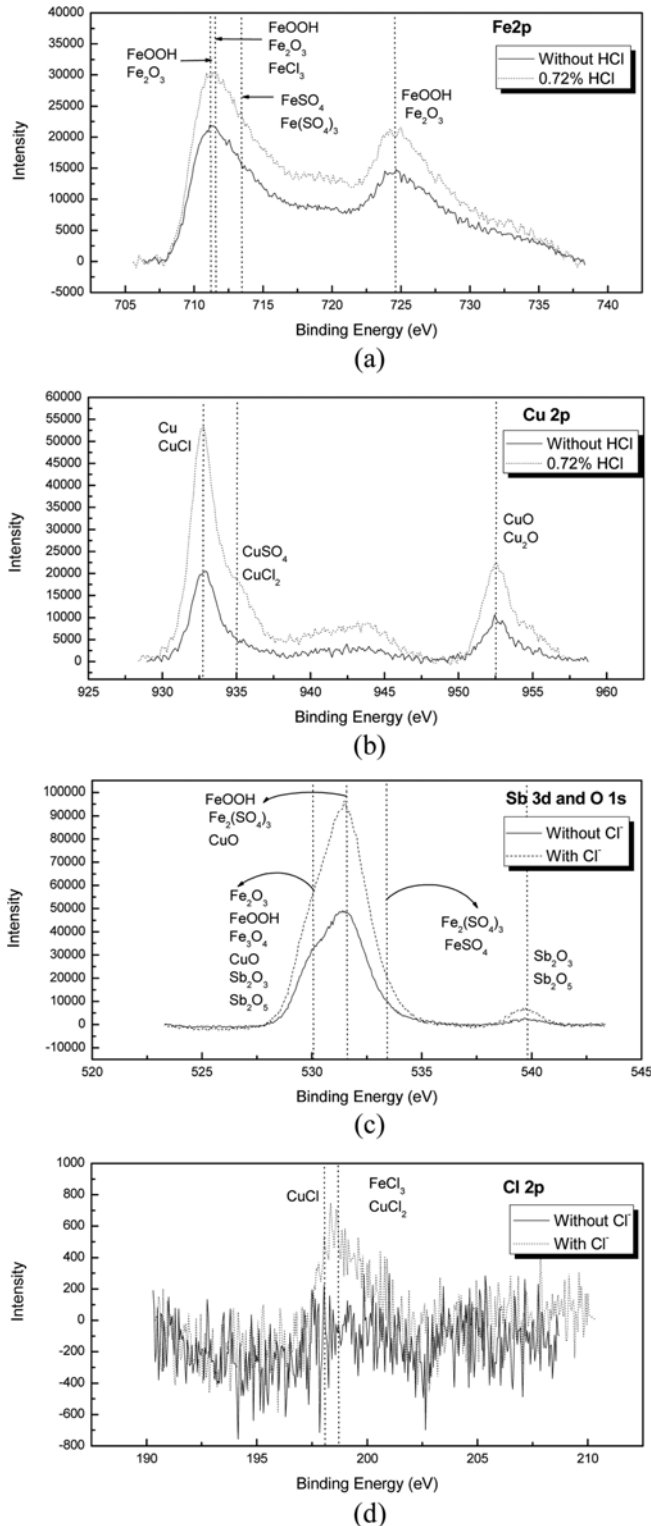 Fe2p
Without HCl
0.72% HCl
FeOOH
Fe₂O₃
FeOOH
Fe₂O₃
FeCl₃
FeSO₄
Fe(SO₄)₃
FeOOH
Fe₂O₃
Intensity
40000
35000
30000
25000
20000
15000
10000
5000
0
-5000
705 710 715 720 725 730 735 740
Binding Energy (eV)
(a)
Cu 2p
Without HCl
0.72% HCl
Cu
CuCl
CuSO₄
CuCl₂
CuO
Cu₂O
Intensity
60000
55000
50000
45000
40000
35000
30000
25000
20000
15000
10000
5000
0
925 930 935 940 945 950 955 960
Binding Energy (eV)
(b)
Sb 3d and O 1s
Without Cl⁻
With Cl⁻
FeOOH
Fe₂(SO₄)₃
CuO
Fe₂O₃
FeOOH
Fe₃O₄
CuO
Sb₂O₃
Sb₂O₅
Fe₂(SO₄)₃
FeSO₄
Sb₂O₃
Sb₂O₅
Intensity
100000
90000
80000
70000
60000
50000
40000
30000
20000
10000
0
-10000
520 525 530 535 540 545
Binding Energy (eV)
(c)
Cl 2p
Without Cl⁻
With Cl⁻
CuCl
FeCl₃
CuCl₂
Intensity
1000
800
600
400
200
0
-200
-400
-600
-800
190 195 200 205 210
Binding Energy (eV)
(d)